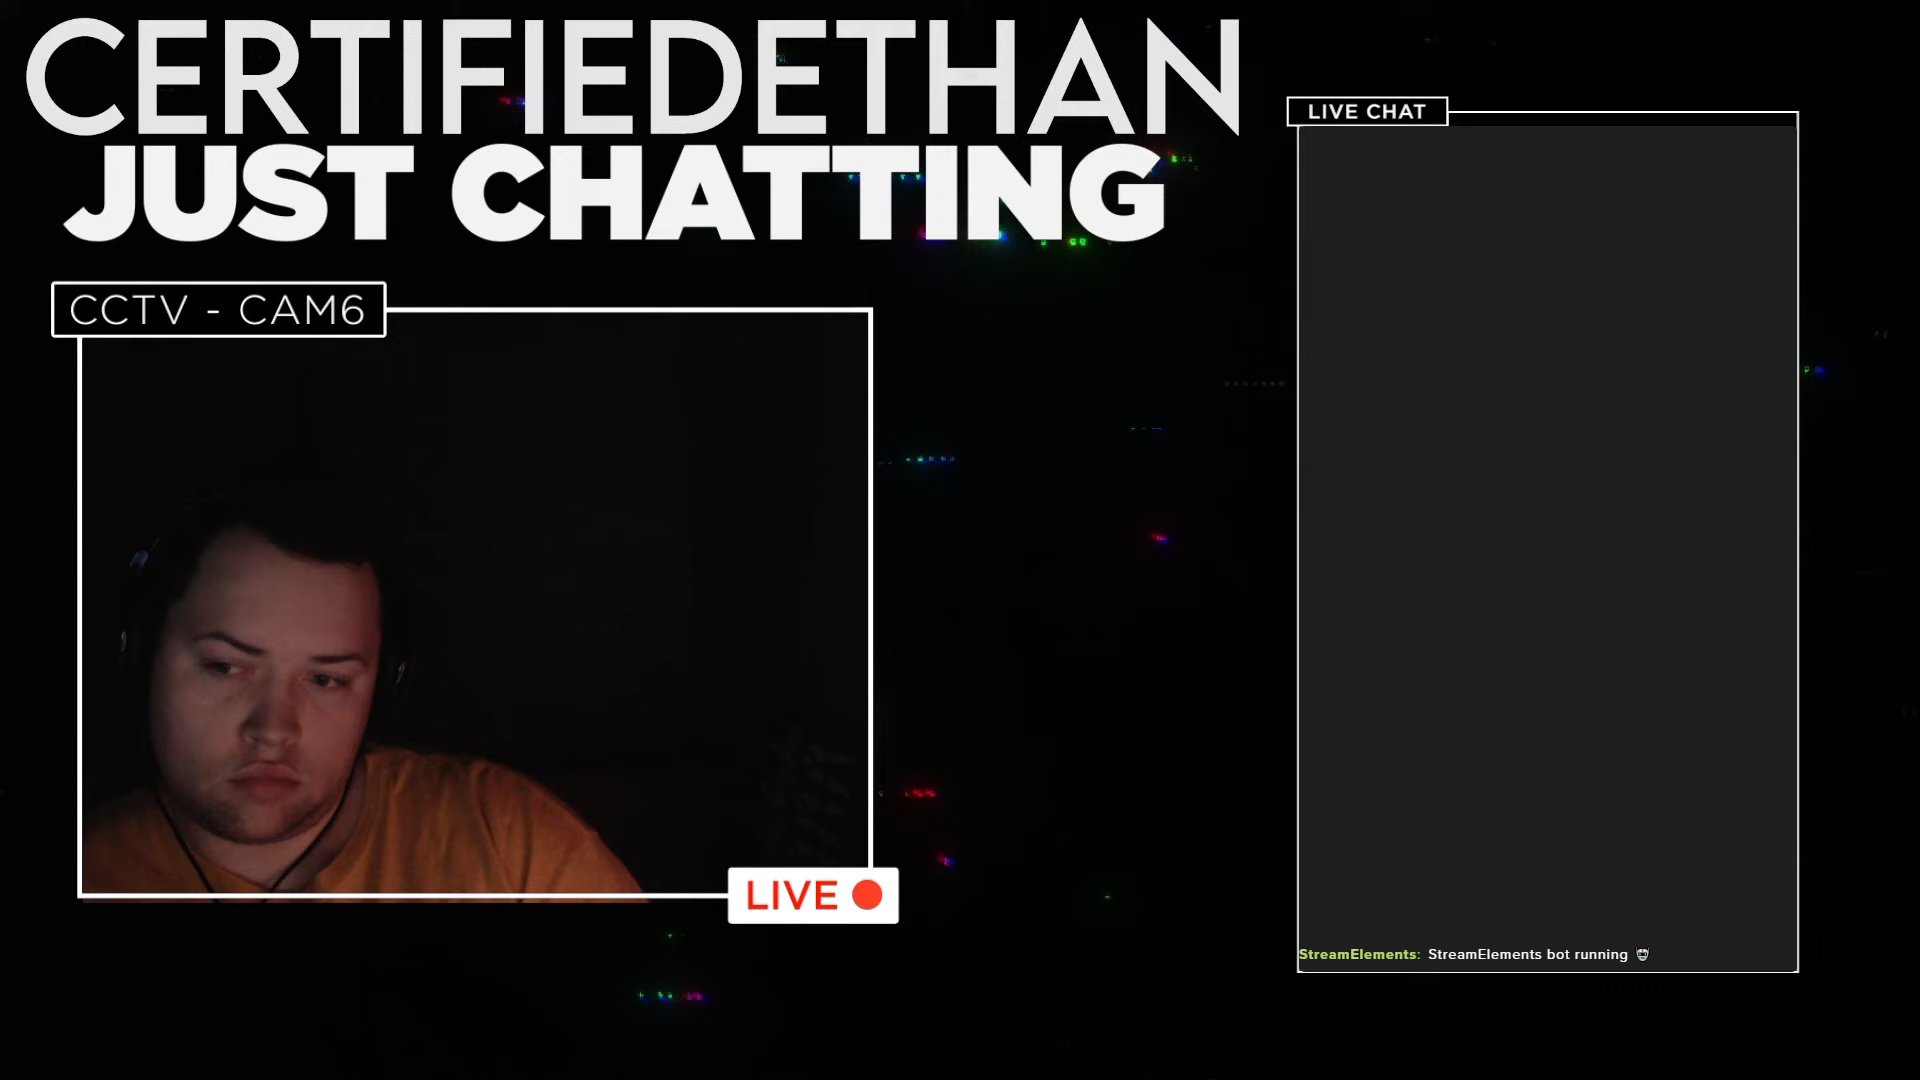 CERTIFIEDETHAN
JUST CHATTING
CCTV - CAM6
LIVE
LIVE CHAT
StreamElements: StreamElements bot running